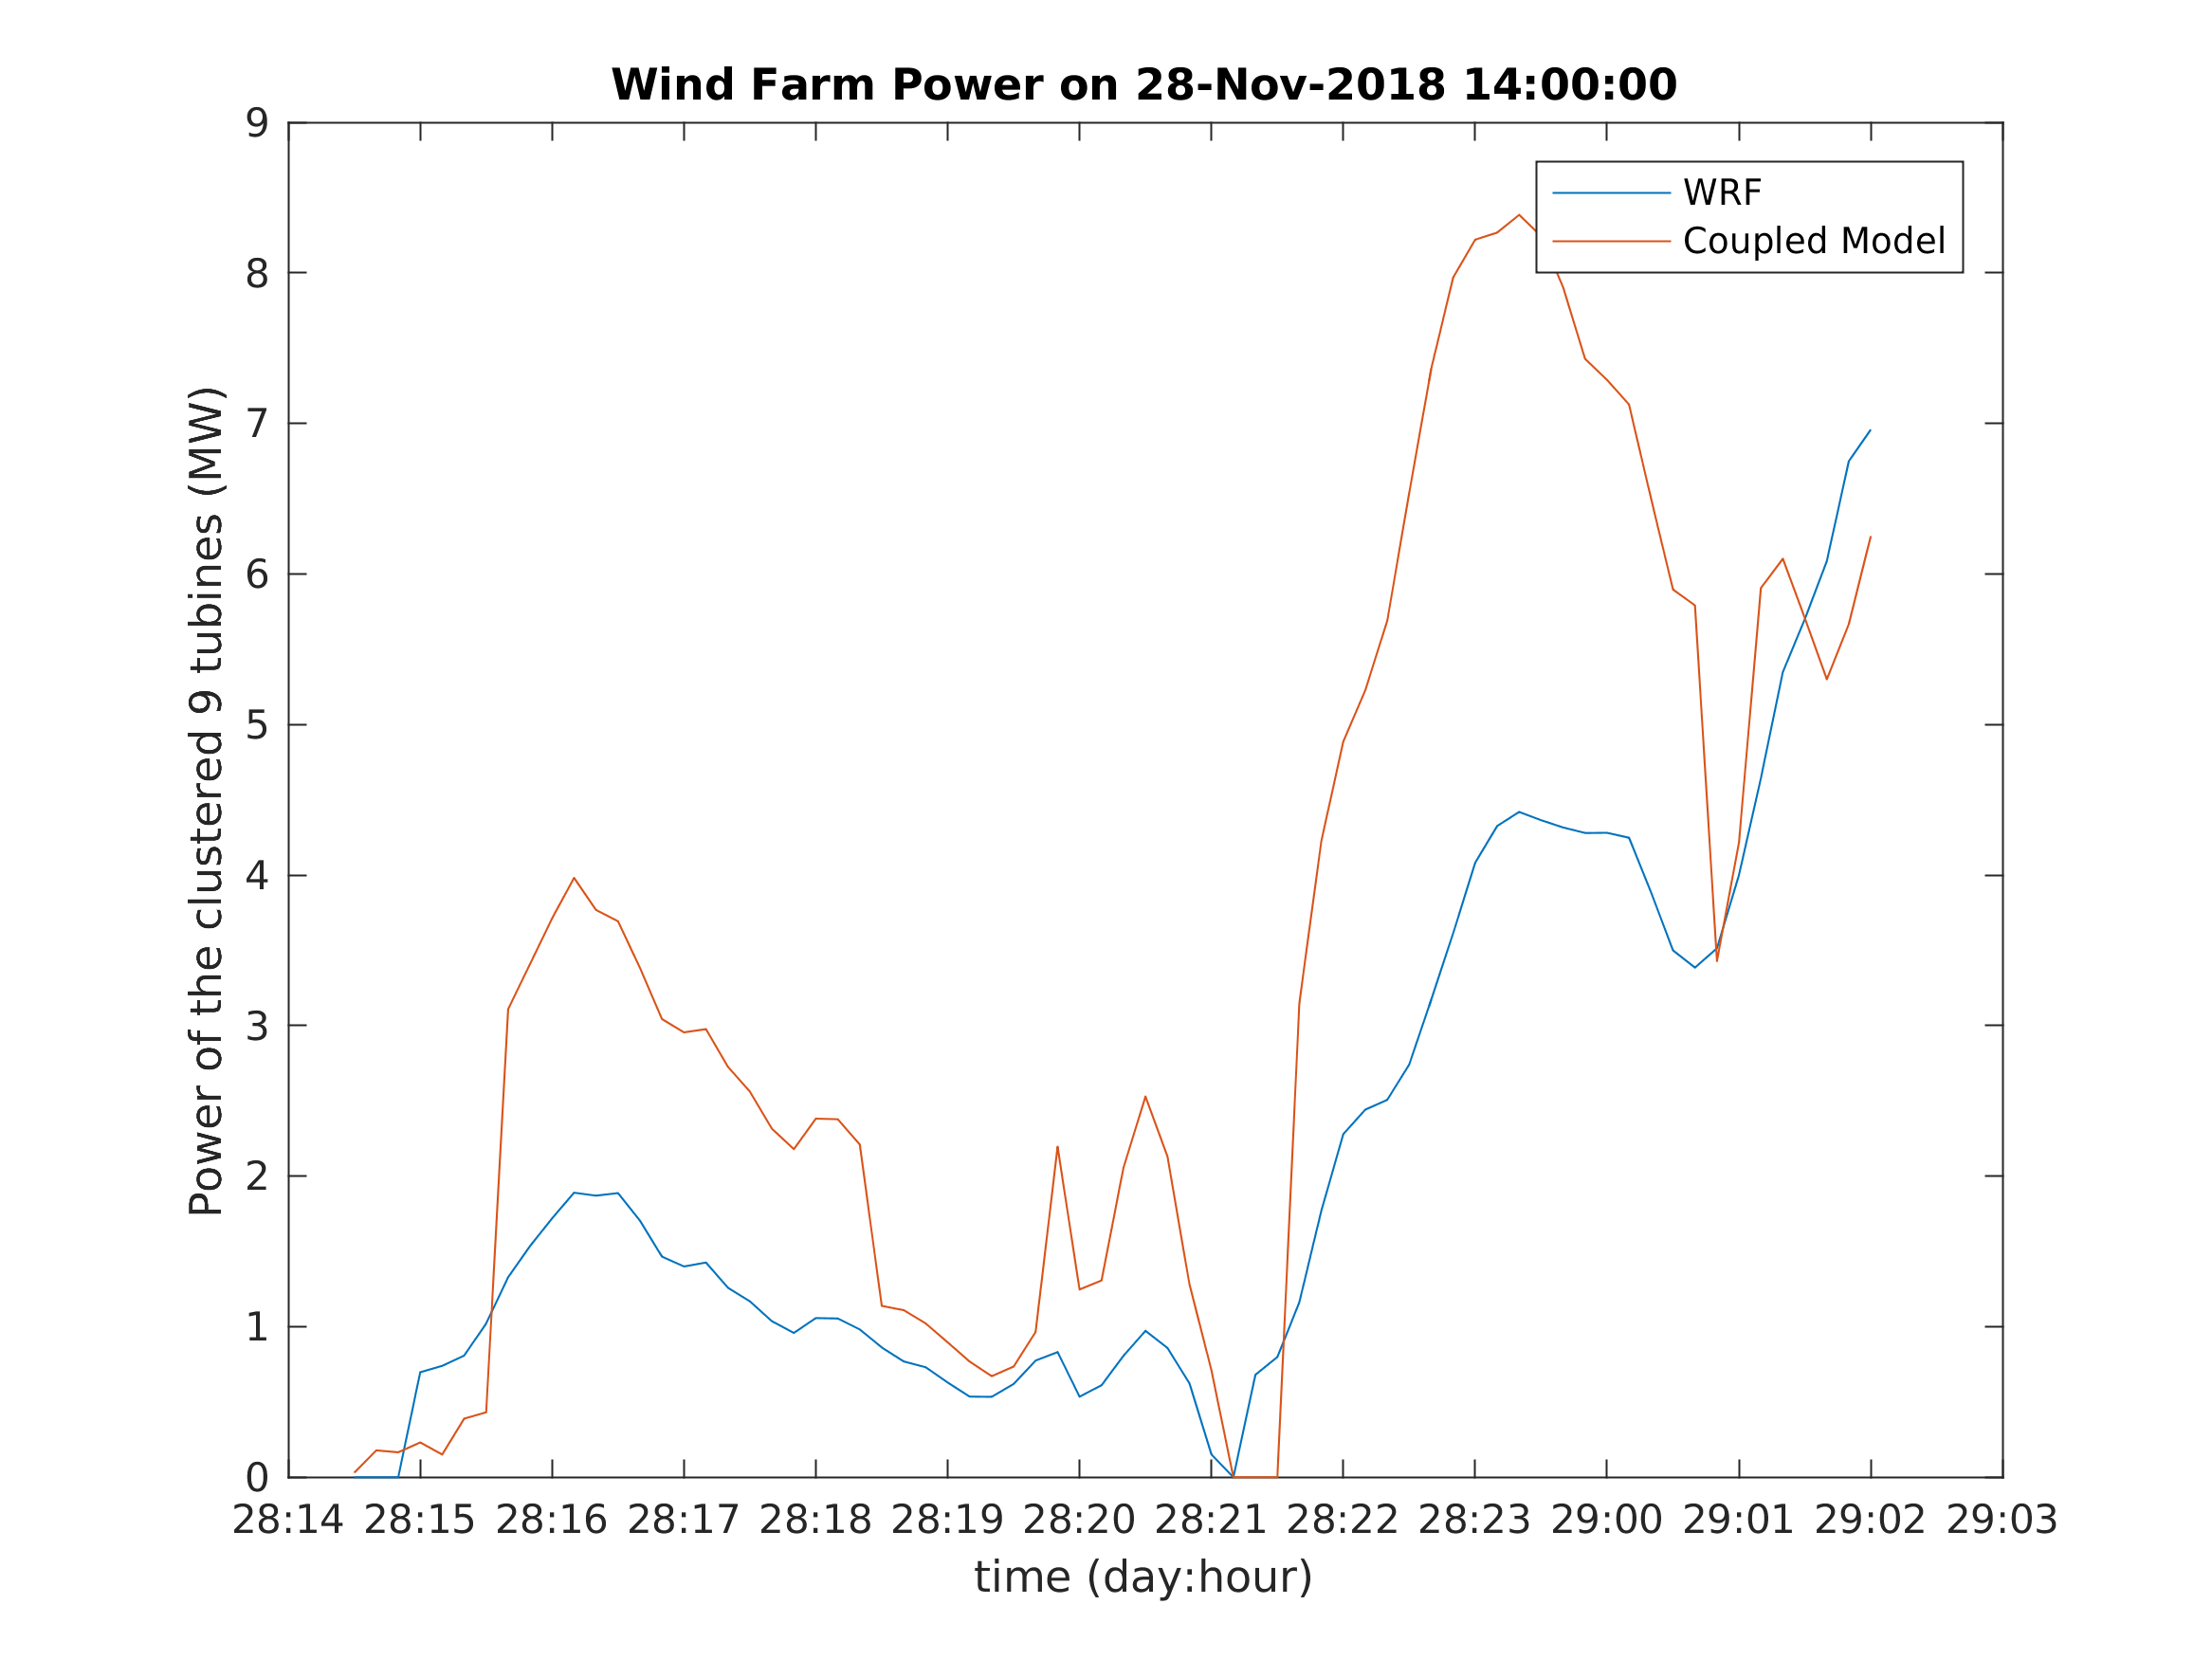 Wind Farm Power on 28-Nov-2018 14:00:00
9
8
7
6
5
4
3
2
1
0
Power of the clustered 9 tubines (MW)
WRF
Coupled Model
28:14 28:15 28:16 28:17 28:18 28:19 28:20 28:21 28:22 28:23 29:00 29:01 29:02 29:03
time (day:hour)